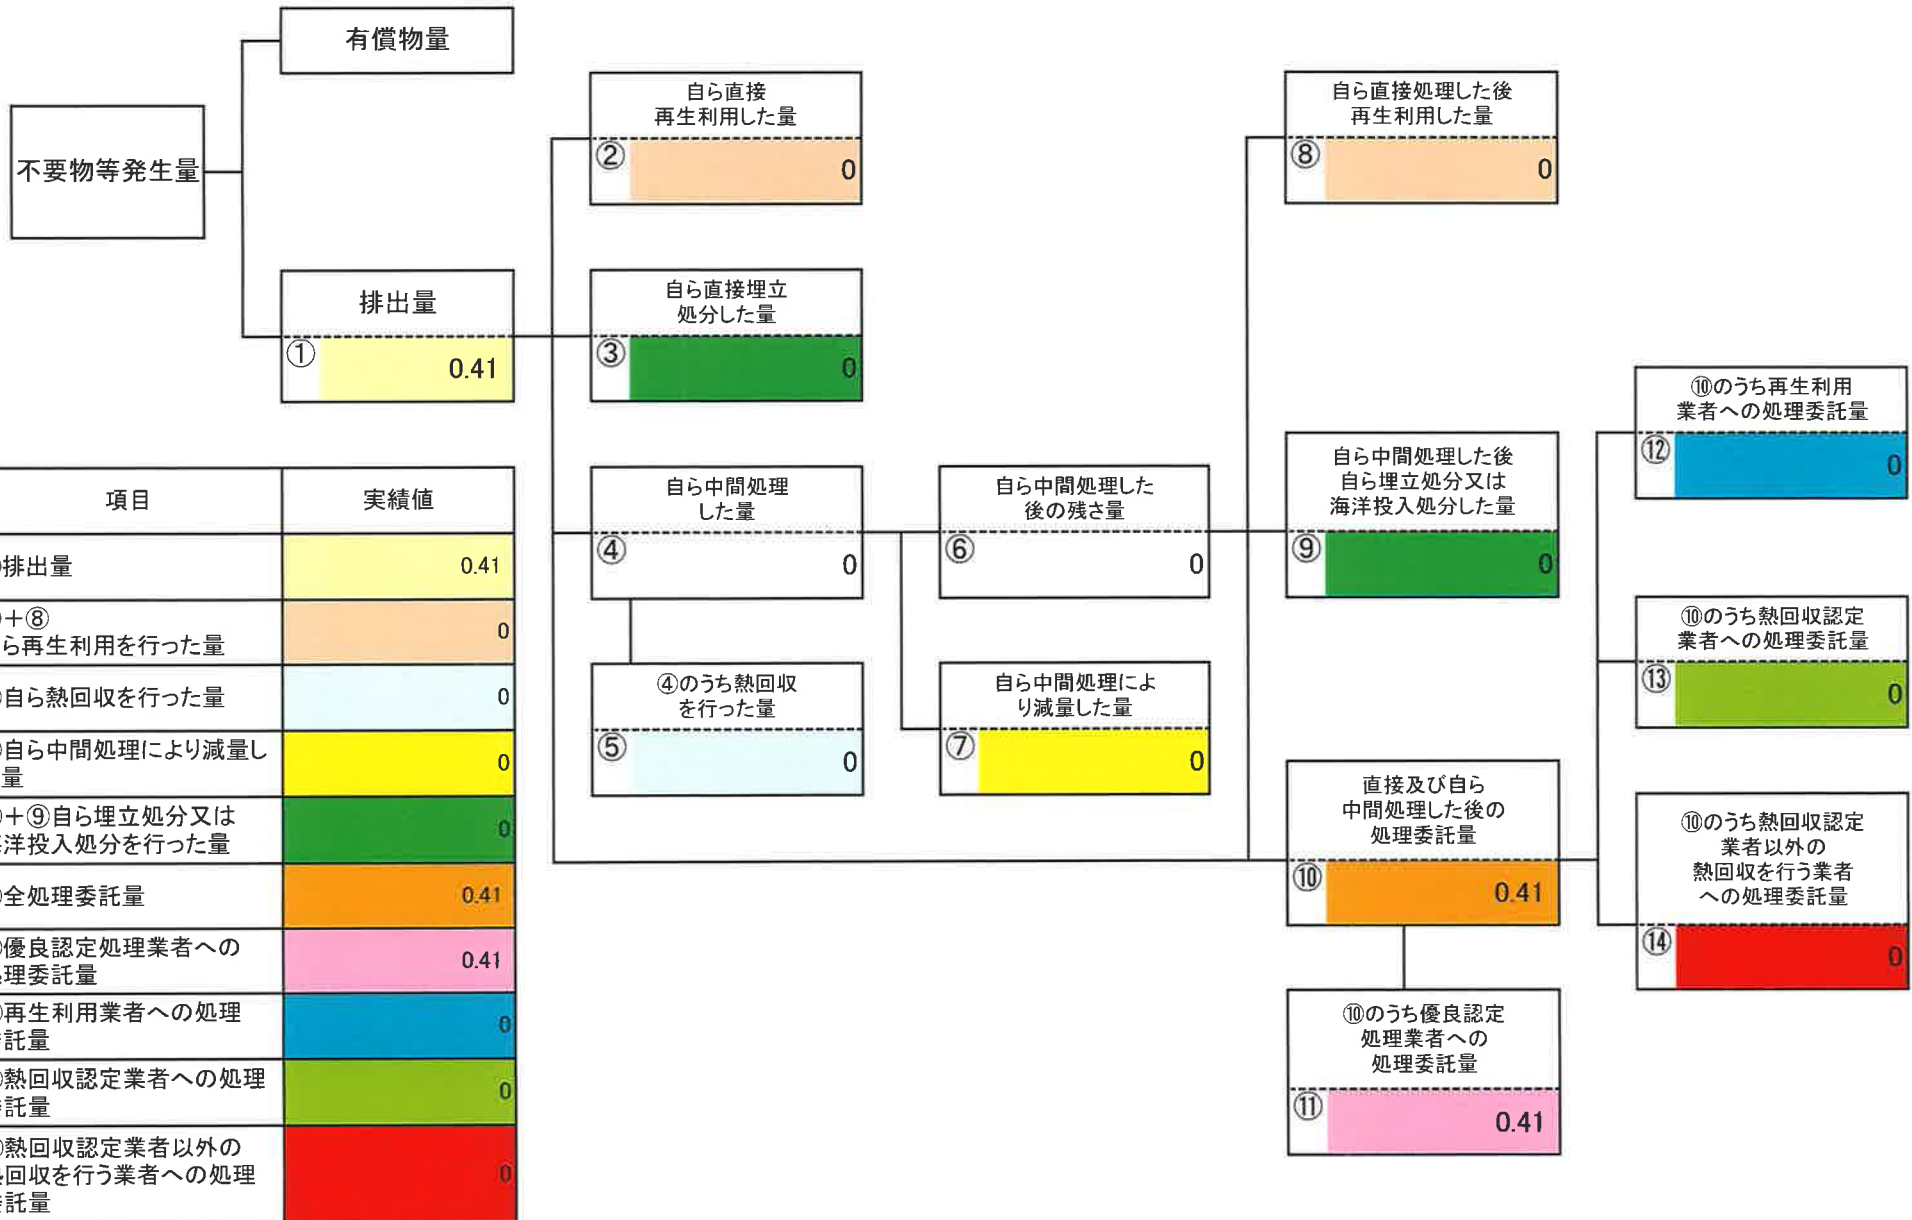 有償物量
不要物等発生量
排出量
① 0.41
自ら直接
再生利用した量
② 0
自ら直接埋立
処分した量
③ 0
自ら中間処理
した量
④ 0
④のうち熱回収
を行った量
⑤ 0
自ら中間処理した
後の残さ量
⑥ 0
自ら中間処理によ
り減量した量
⑦ 0
自ら直接処理した後
再生利用した量
⑧ 0
自ら中間処理した後
自ら埋立処分又は
海洋投入処分した量
⑨ 0
直接及び自ら
中間処理した後の
処理委託量
⑩ 0.41
⑩のうち優良認定
処理業者への
処理委託量
⑪ 0.41
⑩のうち再生利用
業者への処理委託量
⑫ 0
⑩のうち熱回収認定
業者への処理委託量
⑬ 0
⑩のうち熱回収認定
業者以外の
熱回収を行う業者
への処理委託量
⑭ 0
項目 実績値
排出量 0.41
+⑧
ら再生利用を行った量 0
自ら熱回収を行った量 0
自ら中間処理により減量し
量 0
+⑨自ら埋立処分又は
洋投入処分を行った量 0
全処理委託量 0.41
優良認定処理業者への
理委託量 0.41
再生利用業者への処理
託量 0
熱回収認定業者への処理
託量 0
熱回収認定業者以外の
回収を行う業者への処理
託量 0